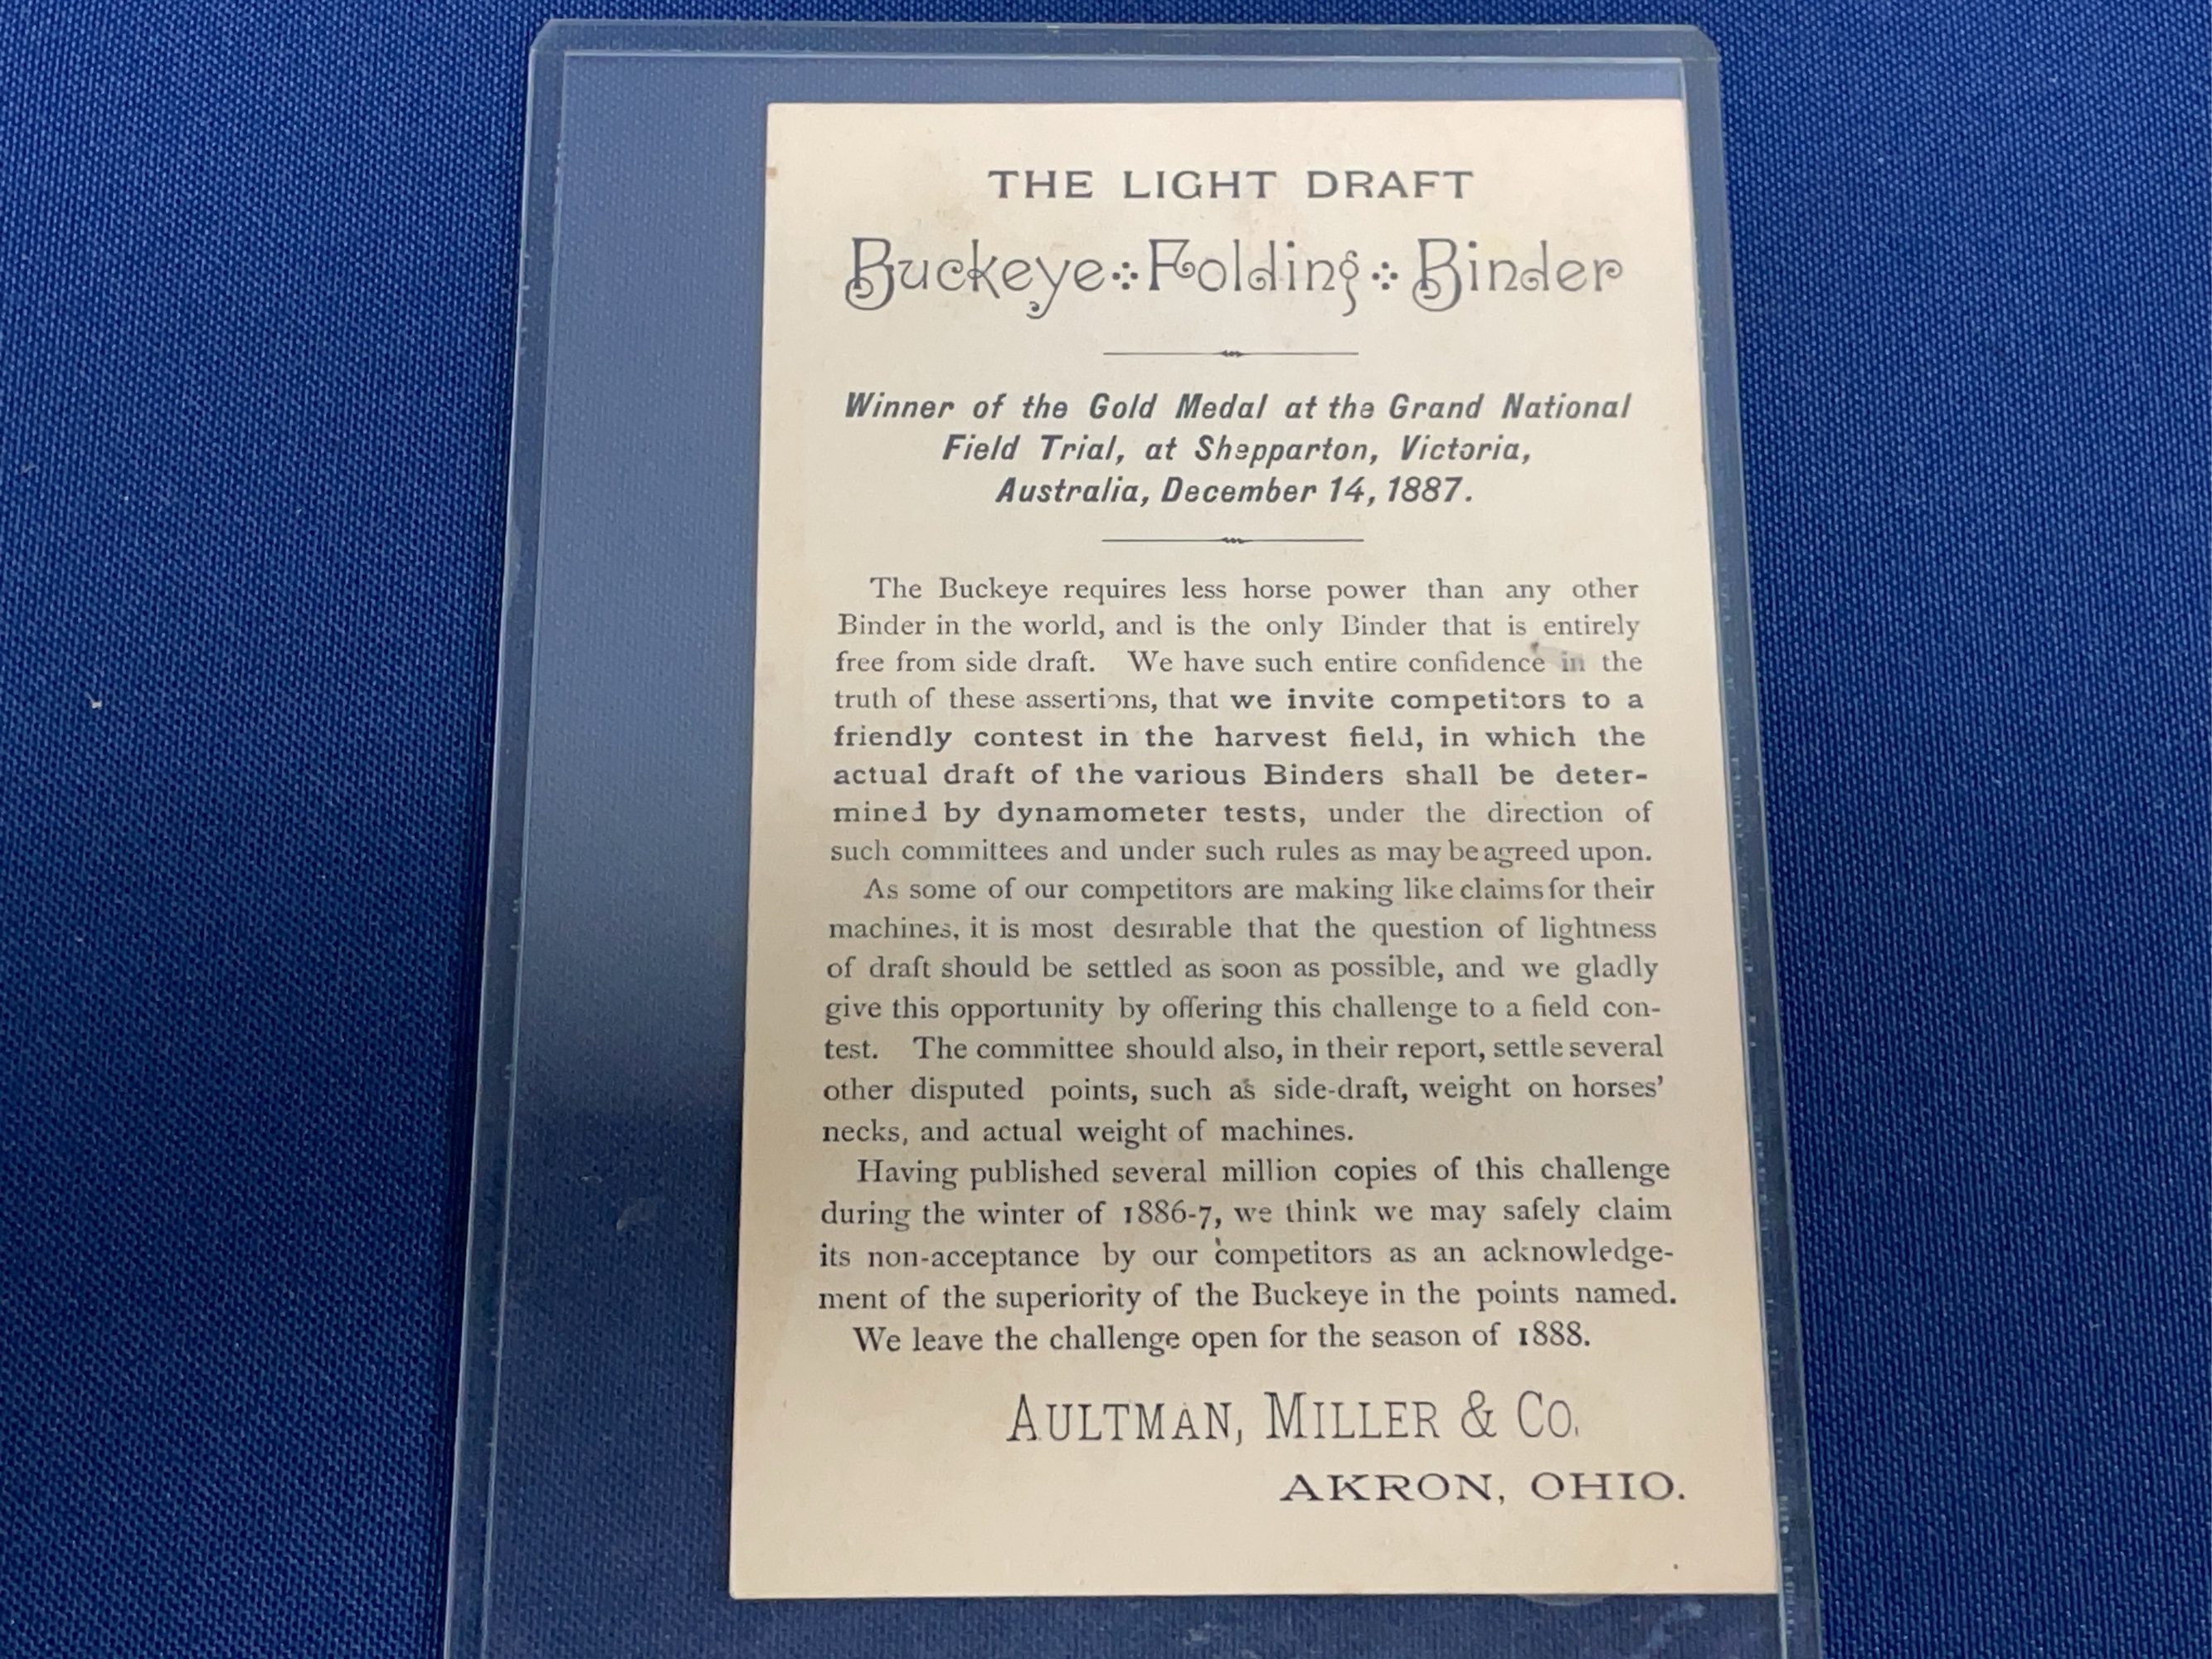 THE LIGHT DRAFT
Buckeye Folding Binder
Winner of the Gold Medal at the Grand National
Field Trial, at Shepparton, Victoria,
Australia, December 14, 1887.
The Buckeye requires less horse power than any other
Binder in the world, and is the only Binder that is entirely
free from side draft. We have such entire confidence in the
truth of these assertions, that we invite competitors to a
friendly contest in the harvest field, in which the
actual draft of the various Binders shall be deter-
mined by dynamometer tests, under the direction of
such committees and under such rules as may be agreed upon.
As some of our competitors are making like claims for their
machines, it is most desirable that the question of lightness
of draft should be settled as soon as possible, and we gladly
give this opportunity by offering this challenge to a field con-
test. The committee should also, in their report, settle several
other disputed points, such as side-draft, weight on horses'
necks, and actual weight of machines.
Having published several million copies of this challenge
during the winter of 1886-7, we think we may safely claim
its non-acceptance by our competitors as an acknowledge-
ment of the superiority of the Buckeye in the points named.
We leave the challenge open for the season of 1888.
AULTMAN, MILLER & CO.
AKRON, OHIO.